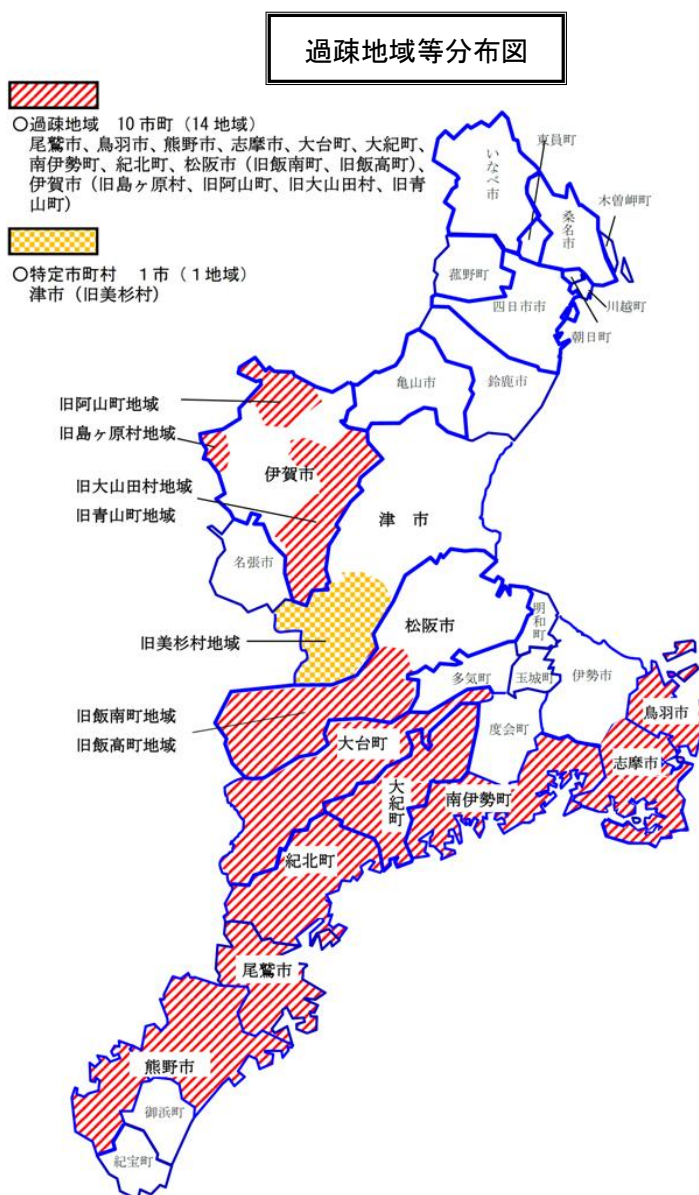 過疎地域等分布図
○過疎地域 10市町（14地域）
尾鷲市、鳥羽市、熊野市、志摩市、大台町、大紀町、
南伊勢町、紀北町、松阪市（旧飯南町、旧飯高町）、
伊賀市（旧島ヶ原村、旧阿山町、旧大山田村、旧青
山町）
○特定市町村 1市（1地域）
津市（旧美杉村）
東員町
いなべ市
木曽岬町
桑名市
菰野町
四日市市
川越町
朝日町
亀山市
鈴鹿市
旧阿山町地域
旧島ヶ原村地域
伊賀市
旧大山田村地域
旧青山町地域
津 市
名張市
明和町
松阪市
旧美杉村地域
多気町
玉城町
伊勢市
鳥羽市
旧飯南町地域
旧飯高町地域
大台町
度会町
志摩市
大紀町
南伊勢町
紀北町
尾鷲市
熊野市
御浜町
紀宝町